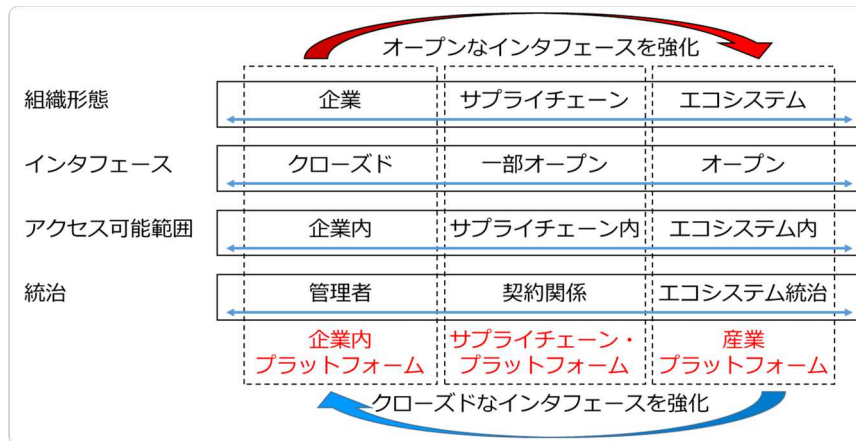 オープンなインタフェースを強化
組織形態 企業 サプライチェーン エコシステム
インタフェース クローズド 一部オープン オープン
アクセス可能範囲 企業内 サプライチェーン内 エコシステム内
統治 管理者 契約関係 エコシステム統治
企業内 サプライチェーン・ 産業
プラットフォーム プラットフォーム プラットフォーム
クローズドなインタフェースを強化